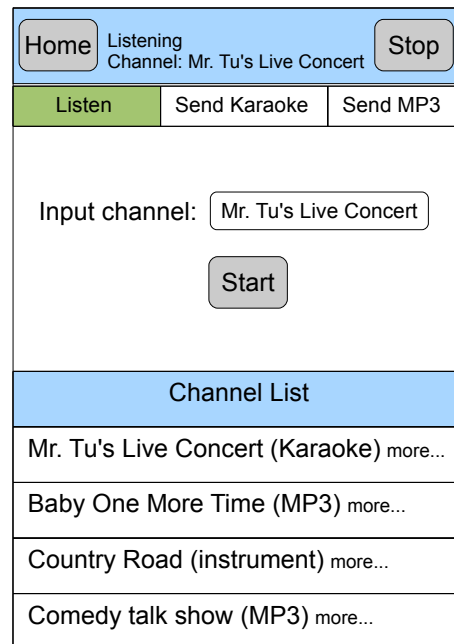 Home
Listening
Channel: Mr. Tu's Live Concert
Stop
Listen
Send Karaoke
Send MP3
Input channel:
Mr. Tu's Live Concert
Start
Channel List
Mr. Tu's Live Concert (Karaoke) more...
Baby One More Time (MP3) more...
Country Road (instrument) more...
Comedy talk show (MP3) more...